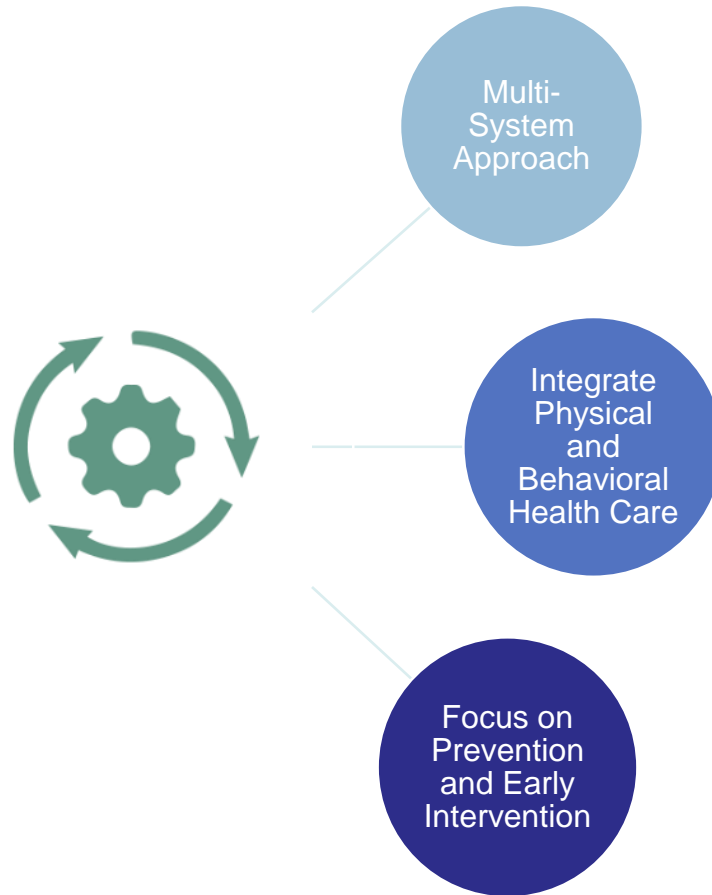 Multi-
System
Approach
Integrate
Physical
and
Behavioral
Health Care
Focus on
Prevention
and Early
Intervention